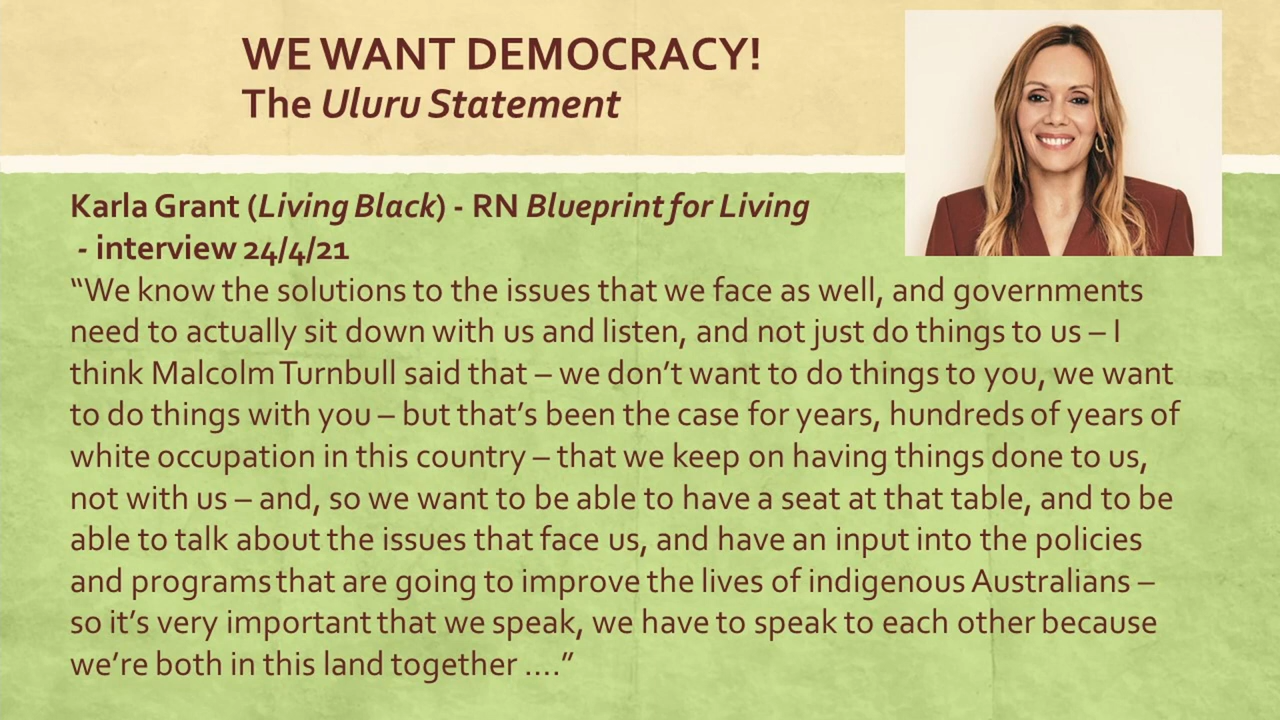 WE WANT DEMOCRACY!
The Uluru Statement
Karla Grant (Living Black) - RN Blueprint for Living
- interview 24/4/21
“We know the solutions to the issues that we face as well, and governments
need to actually sit down with us and listen, and not just do things to us – I
think Malcolm Turnbull said that – we don’t want to do things to you, we want
to do things with you – but that’s been the case for years, hundreds of years of
white occupation in this country – that we keep on having things done to us,
not with us – and, so we want to be able to have a seat at that table, and to be
able to talk about the issues that face us, and have an input into the policies
and programs that are going to improve the lives of indigenous Australians –
so it’s very important that we speak, we have to speak to each other because
we’re both in this land together ....”